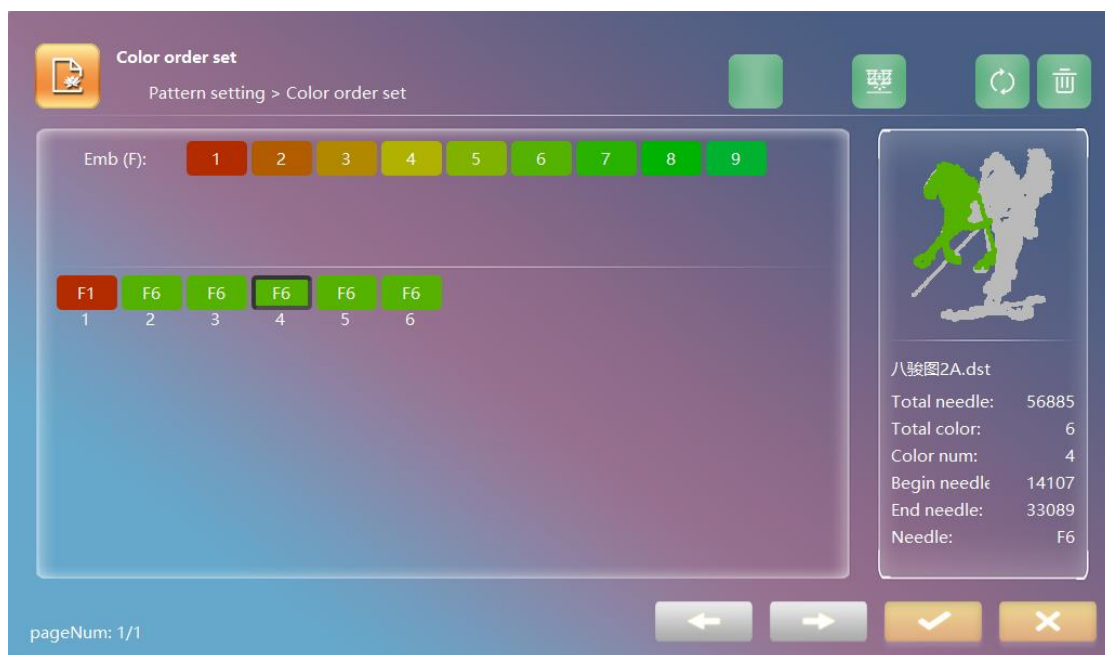 Color order set
Pattern setting > Color order set
Emb (F): 1 2 3 4 5 6 7 8 9
F1 F6 F6 F6 F6 F6
1 2 3 4 5 6
八骏图2A.dst
Total needle: 56885
Total color: 6
Color num: 4
Begin needle 14107
End needle: 33089
Needle: F6
pageNum: 1/1